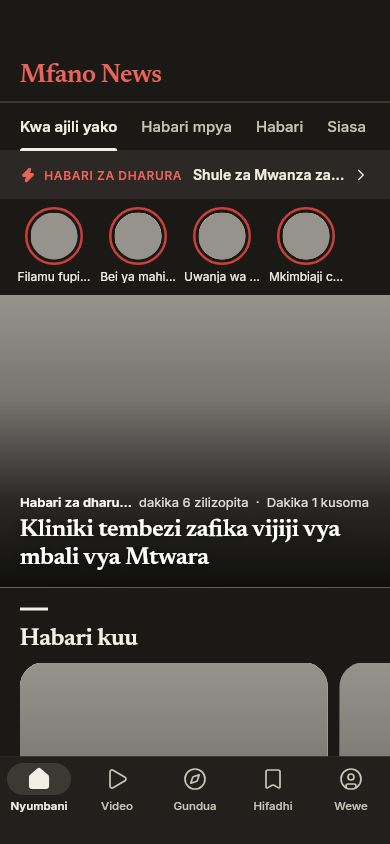 Mfano News
Kwa ajili yako Habari mpya Habari Siasa
HABARI ZA DHARURA Shule za Mwanza za...
Filamu fupi... Bei ya mahi... Uwanja wa ... Mkimbiaji c...
Habari za dharu... dakika 6 zilizopita · Dakika 1 kusoma
Kliniki tembezi zafika vijiji vya
mbali vya Mtwara
Habari kuu
Nyumbani Video Gundua Hifadhi Wewe